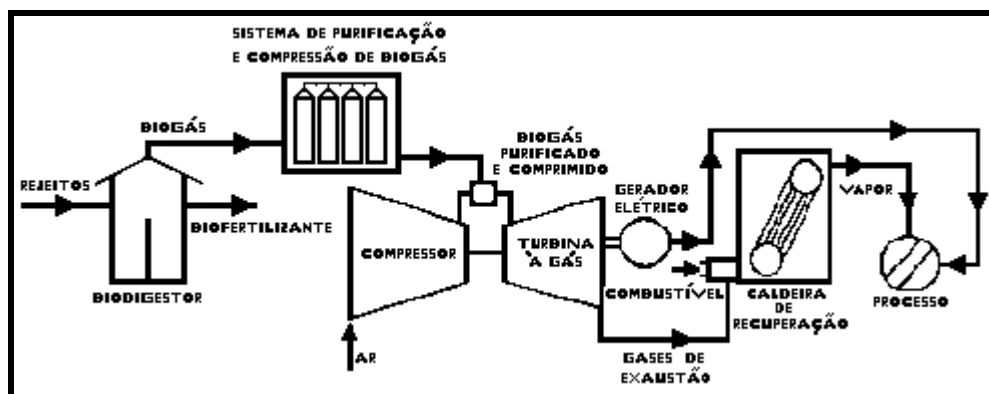 SISTEMA DE PURIFICAÇÃO
E COMPRESSÃO DE BIOGÁS
BIOGÁS
BIOGÁS
PURIFICADO
E COMPRIMIDO
REJEITOS
BIOFERTILIZANTE
BIODIGESTOR
COMPRESSOR
TURBINA
À GÁS
GERADOR
ELÉTRICO
COMBUSTÍVEL
VAPOR
PROCESSO
CALDEIRA
DE
RECUPERAÇÃO
AR
GASES DE
EXAUSTÃO